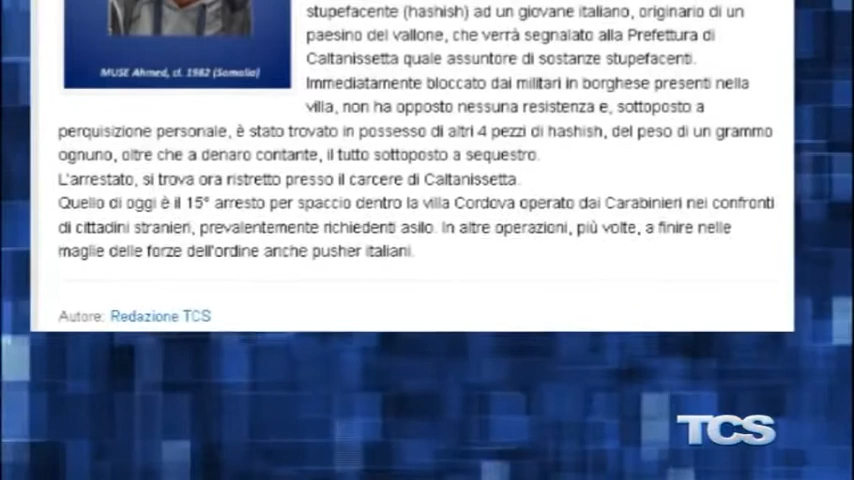 stupefacente (hashish) ad un giovane italiano, originario di un
paesino del vallone, che verrà segnalato alla Prefettura di
Caltanissetta quale assuntore di sostanze stupefacenti.
MUSE Ahmed, cl. 1982 (Somalia)
Immediatamente bloccato dai militari in borghese presenti nella
villa, non ha opposto nessuna resistenza e, sottoposto a
perquisizione personale, è stato trovato in possesso di altri 4 pezzi di hashish, del peso di un grammo
ognuno, oltre che a denaro contante, il tutto sottoposto a sequestro.
L'arrestato, si trova ora ristretto presso il carcere di Caltanissetta.
Quello di oggi è il 15° arresto per spaccio dentro la villa Cordova operato dai Carabinieri nei confronti
di cittadini stranieri, prevalentemente richiedenti asilo. In altre operazioni, più volte, a finire nelle
maglie delle forze dell'ordine anche pusher italiani.
Autore: Redazione TCS
TCS